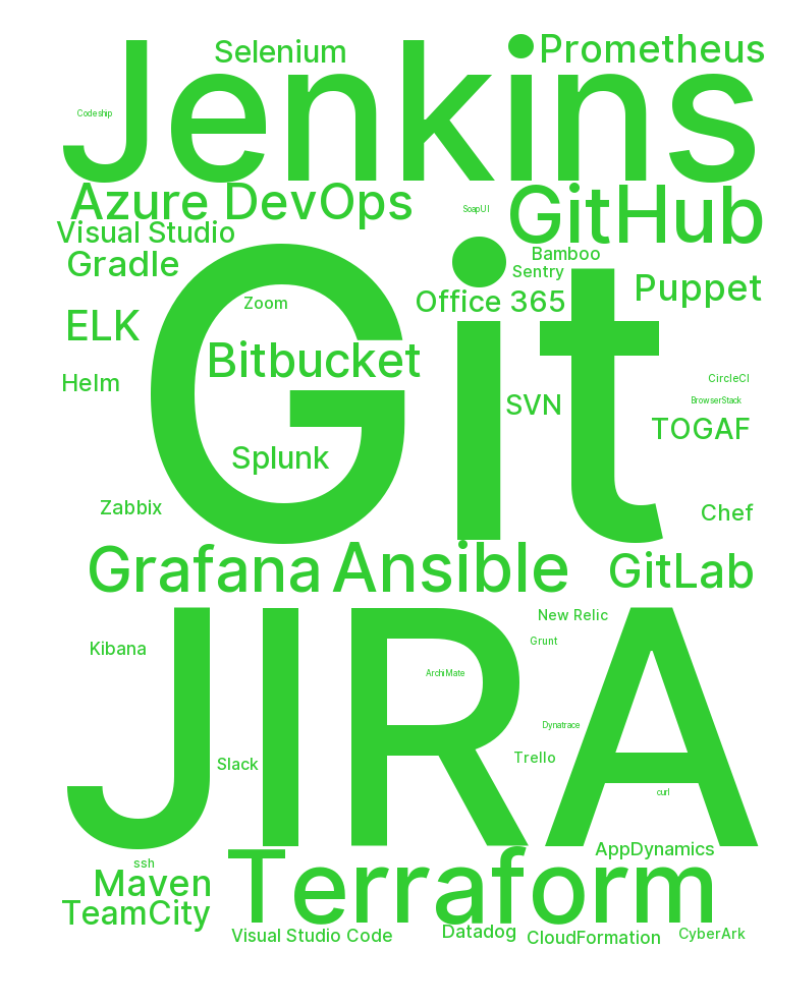 Selenium
Prometheus
Jenkins
Codeship
Azure DevOps
SoapUI
GitHub
Visual Studio
Bamboo
Gradle
Sentry
Puppet
Zoom
Office 365
ELK
Git
Bitbucket
Helm
CircleCI
BrowserStack
SVN
TOGAF
Splunk
Zabbix
Chef
Grafana
Ansible
GitLab
New Relic
Kibana
Grunt
JIRA
ArchiMate
Dynatrace
Slack
Trello
curl
AppDynamics
ssh
Maven
Terraform
TeamCity
Visual Studio Code
Datadog
CloudFormation
CyberArk